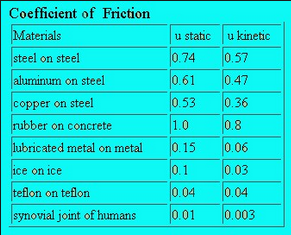 Coefficient of Friction
Materials u static u kinetic
steel on steel 0.74 0.57
aluminum on steel 0.61 0.47
copper on steel 0.53 0.36
rubber on concrete 1.0 0.8
lubricated metal on metal 0.15 0.06
ice on ice 0.1 0.03
teflon on teflon 0.04 0.04
synovial joint of humans 0.01 0.003